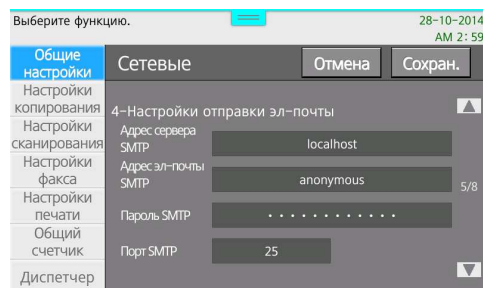 Выберите функцию.
28-10-2014
AM 2: 59
Общие
настройки
Настройки
копирования
Настройки
сканирования
Настройки
факса
Настройки
печати
Общий
счетчик
Диспетчер
Сетевые
Отмена
Сохран.
4-Настройки отправки эл-почты
Адрес сервера
SMTP
localhost
Адрес эл-почты
SMTP
anonymous
5/8
Пароль SMTP
• • • • • • • • • • • •
Порт SMTP
25